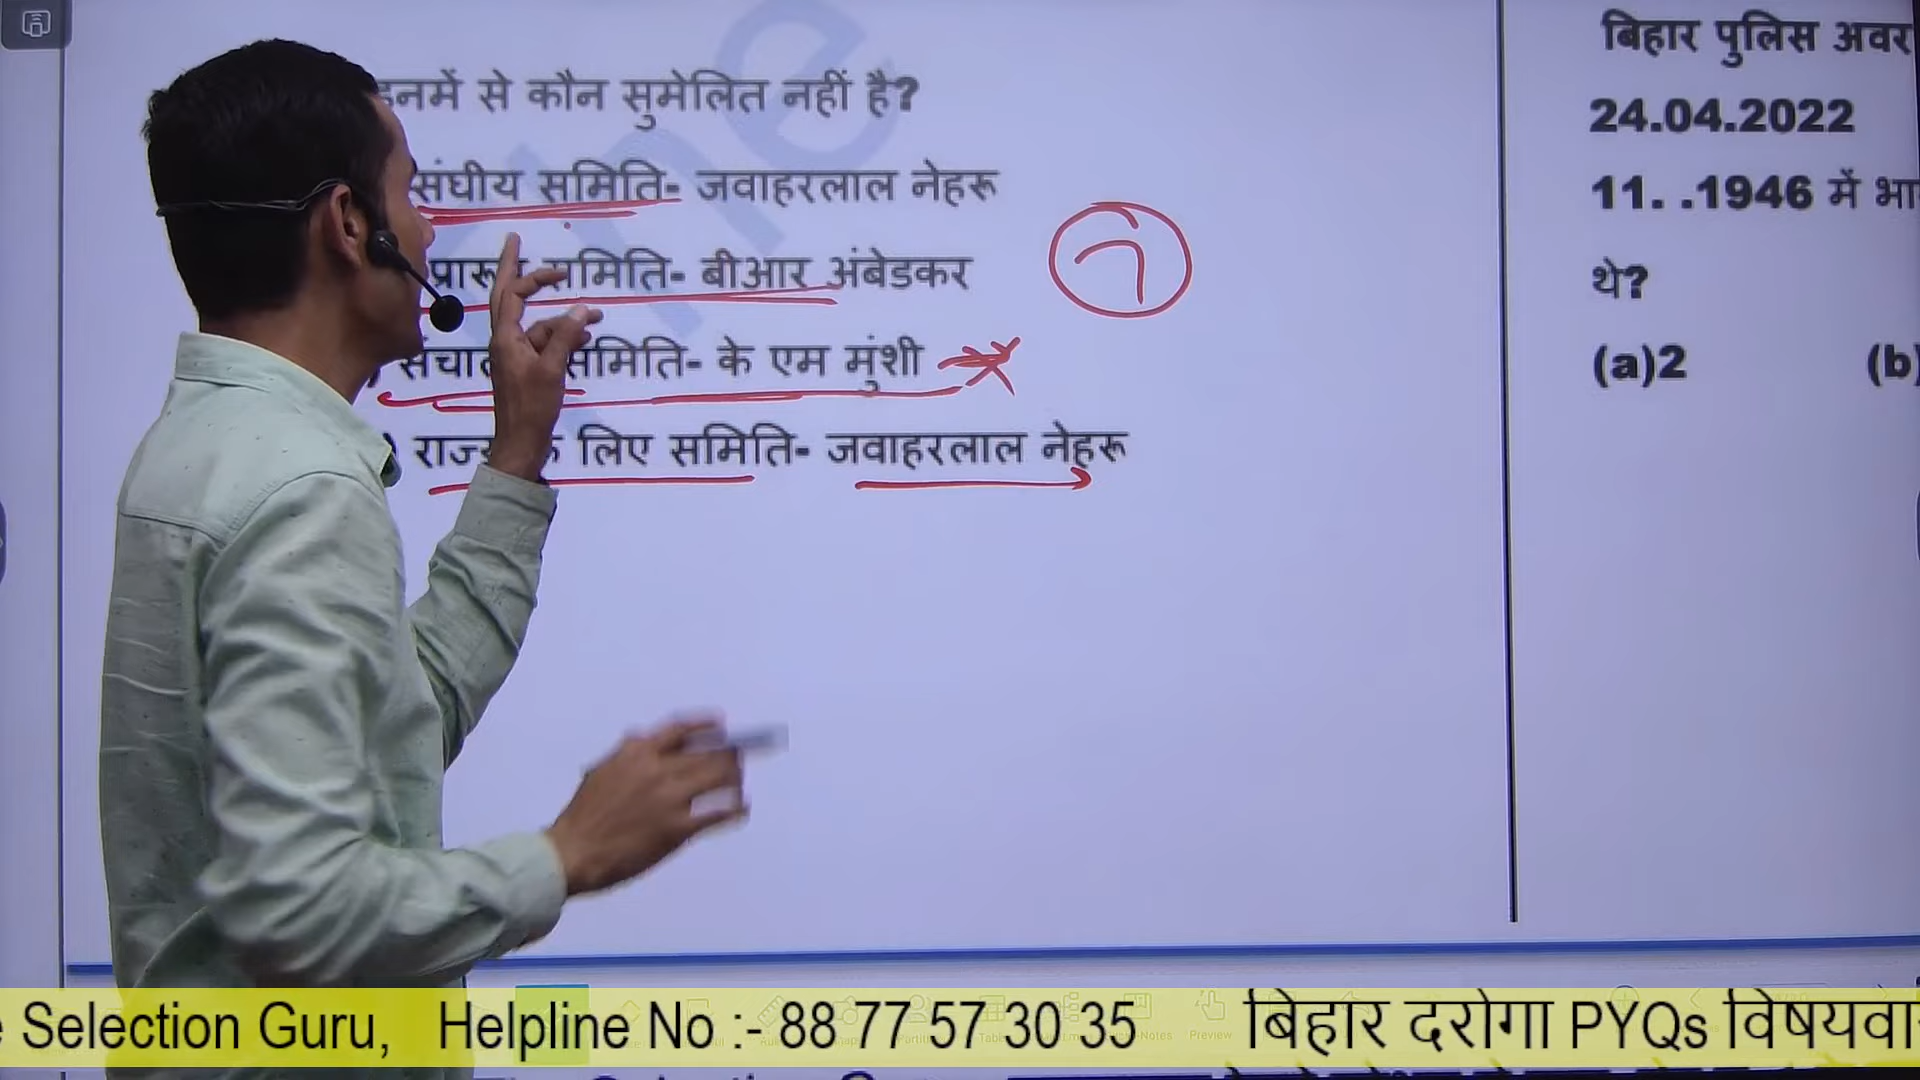 इनमें से कौन सुमेलित नहीं है?
संघीय समिति- जवाहरलाल नेहरू
समिति- बीआर अंबेडकर
समिति- के एम मुंशी
लिए समिति- जवाहरलाल नेहरू
बिहार पुलिस अवर
24.04.2022
11. .1946 में भा
थे?
(a)2 (b)
Selection Guru, Helpline No :- 88 77 57 30 35 बिहार दरोगा PYQs विषयवा